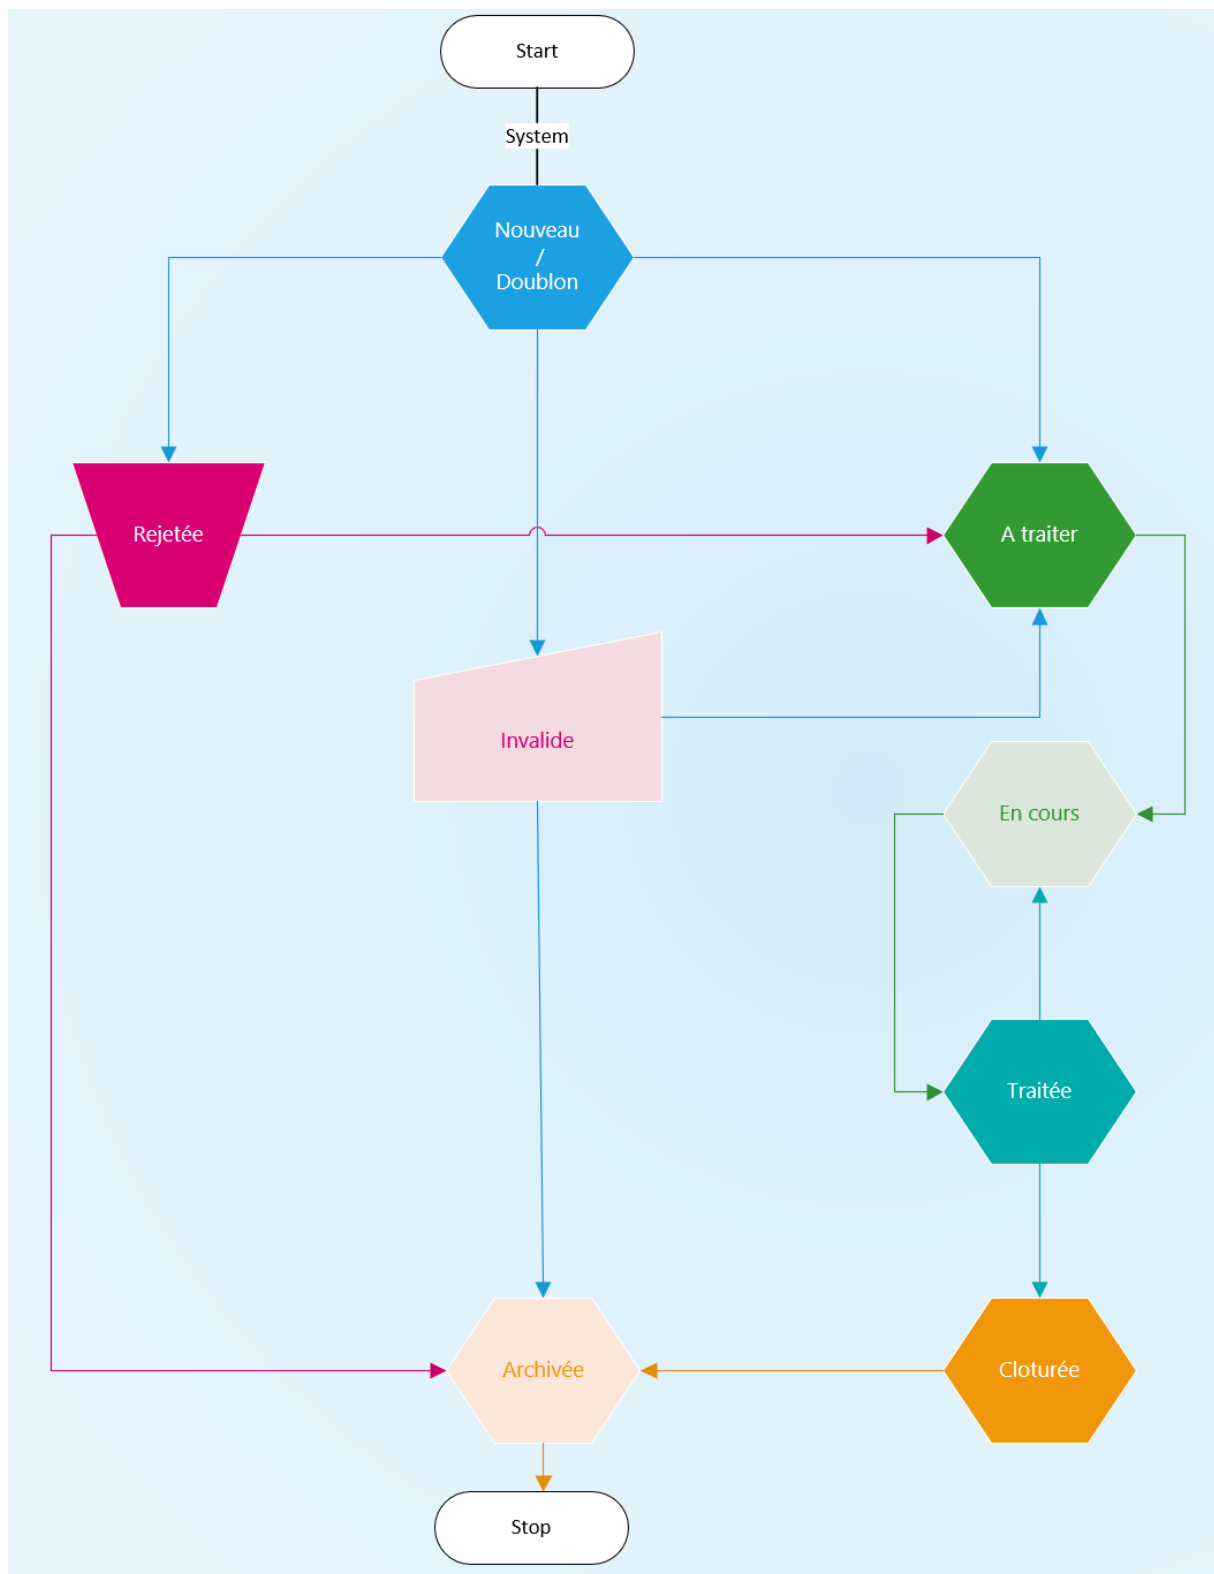 Start
System
Nouveau
/
Doublon
Rejetée
A traiter
Invalide
En cours
Traitée
Archivée
Cloturée
Stop